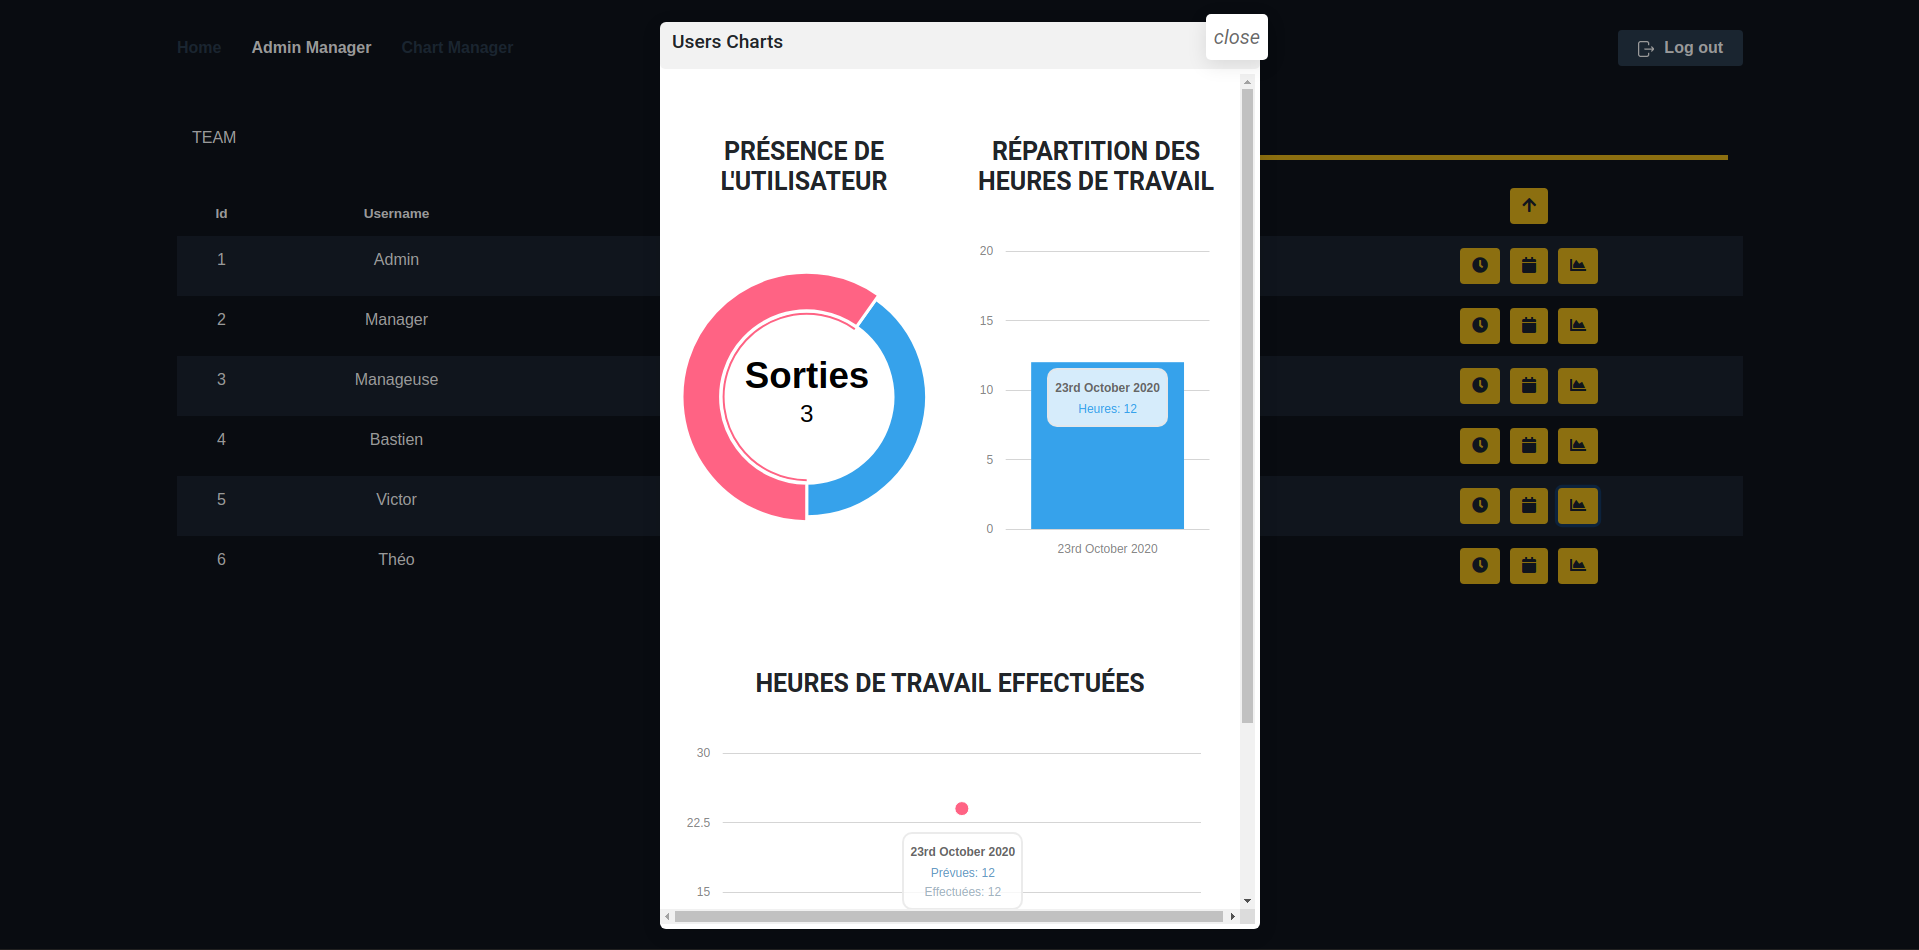 Home
Admin Manager
Chart Manager
Log out
Users Charts
close
TEAM
Id
Username
1
Admin
2
Manager
3
Manageuse
4
Bastien
5
Victor
6
Théo
PRÉSENCE DE
L'UTILISATEUR
Sorties
3
RÉPARTITION DES
HEURES DE TRAVAIL
20
15
10
5
0
23rd October 2020
Heures: 12
23rd October 2020
HEURES DE TRAVAIL EFFECTUÉES
30
22.5
15
23rd October 2020
Prévues: 12
Effectuées: 12